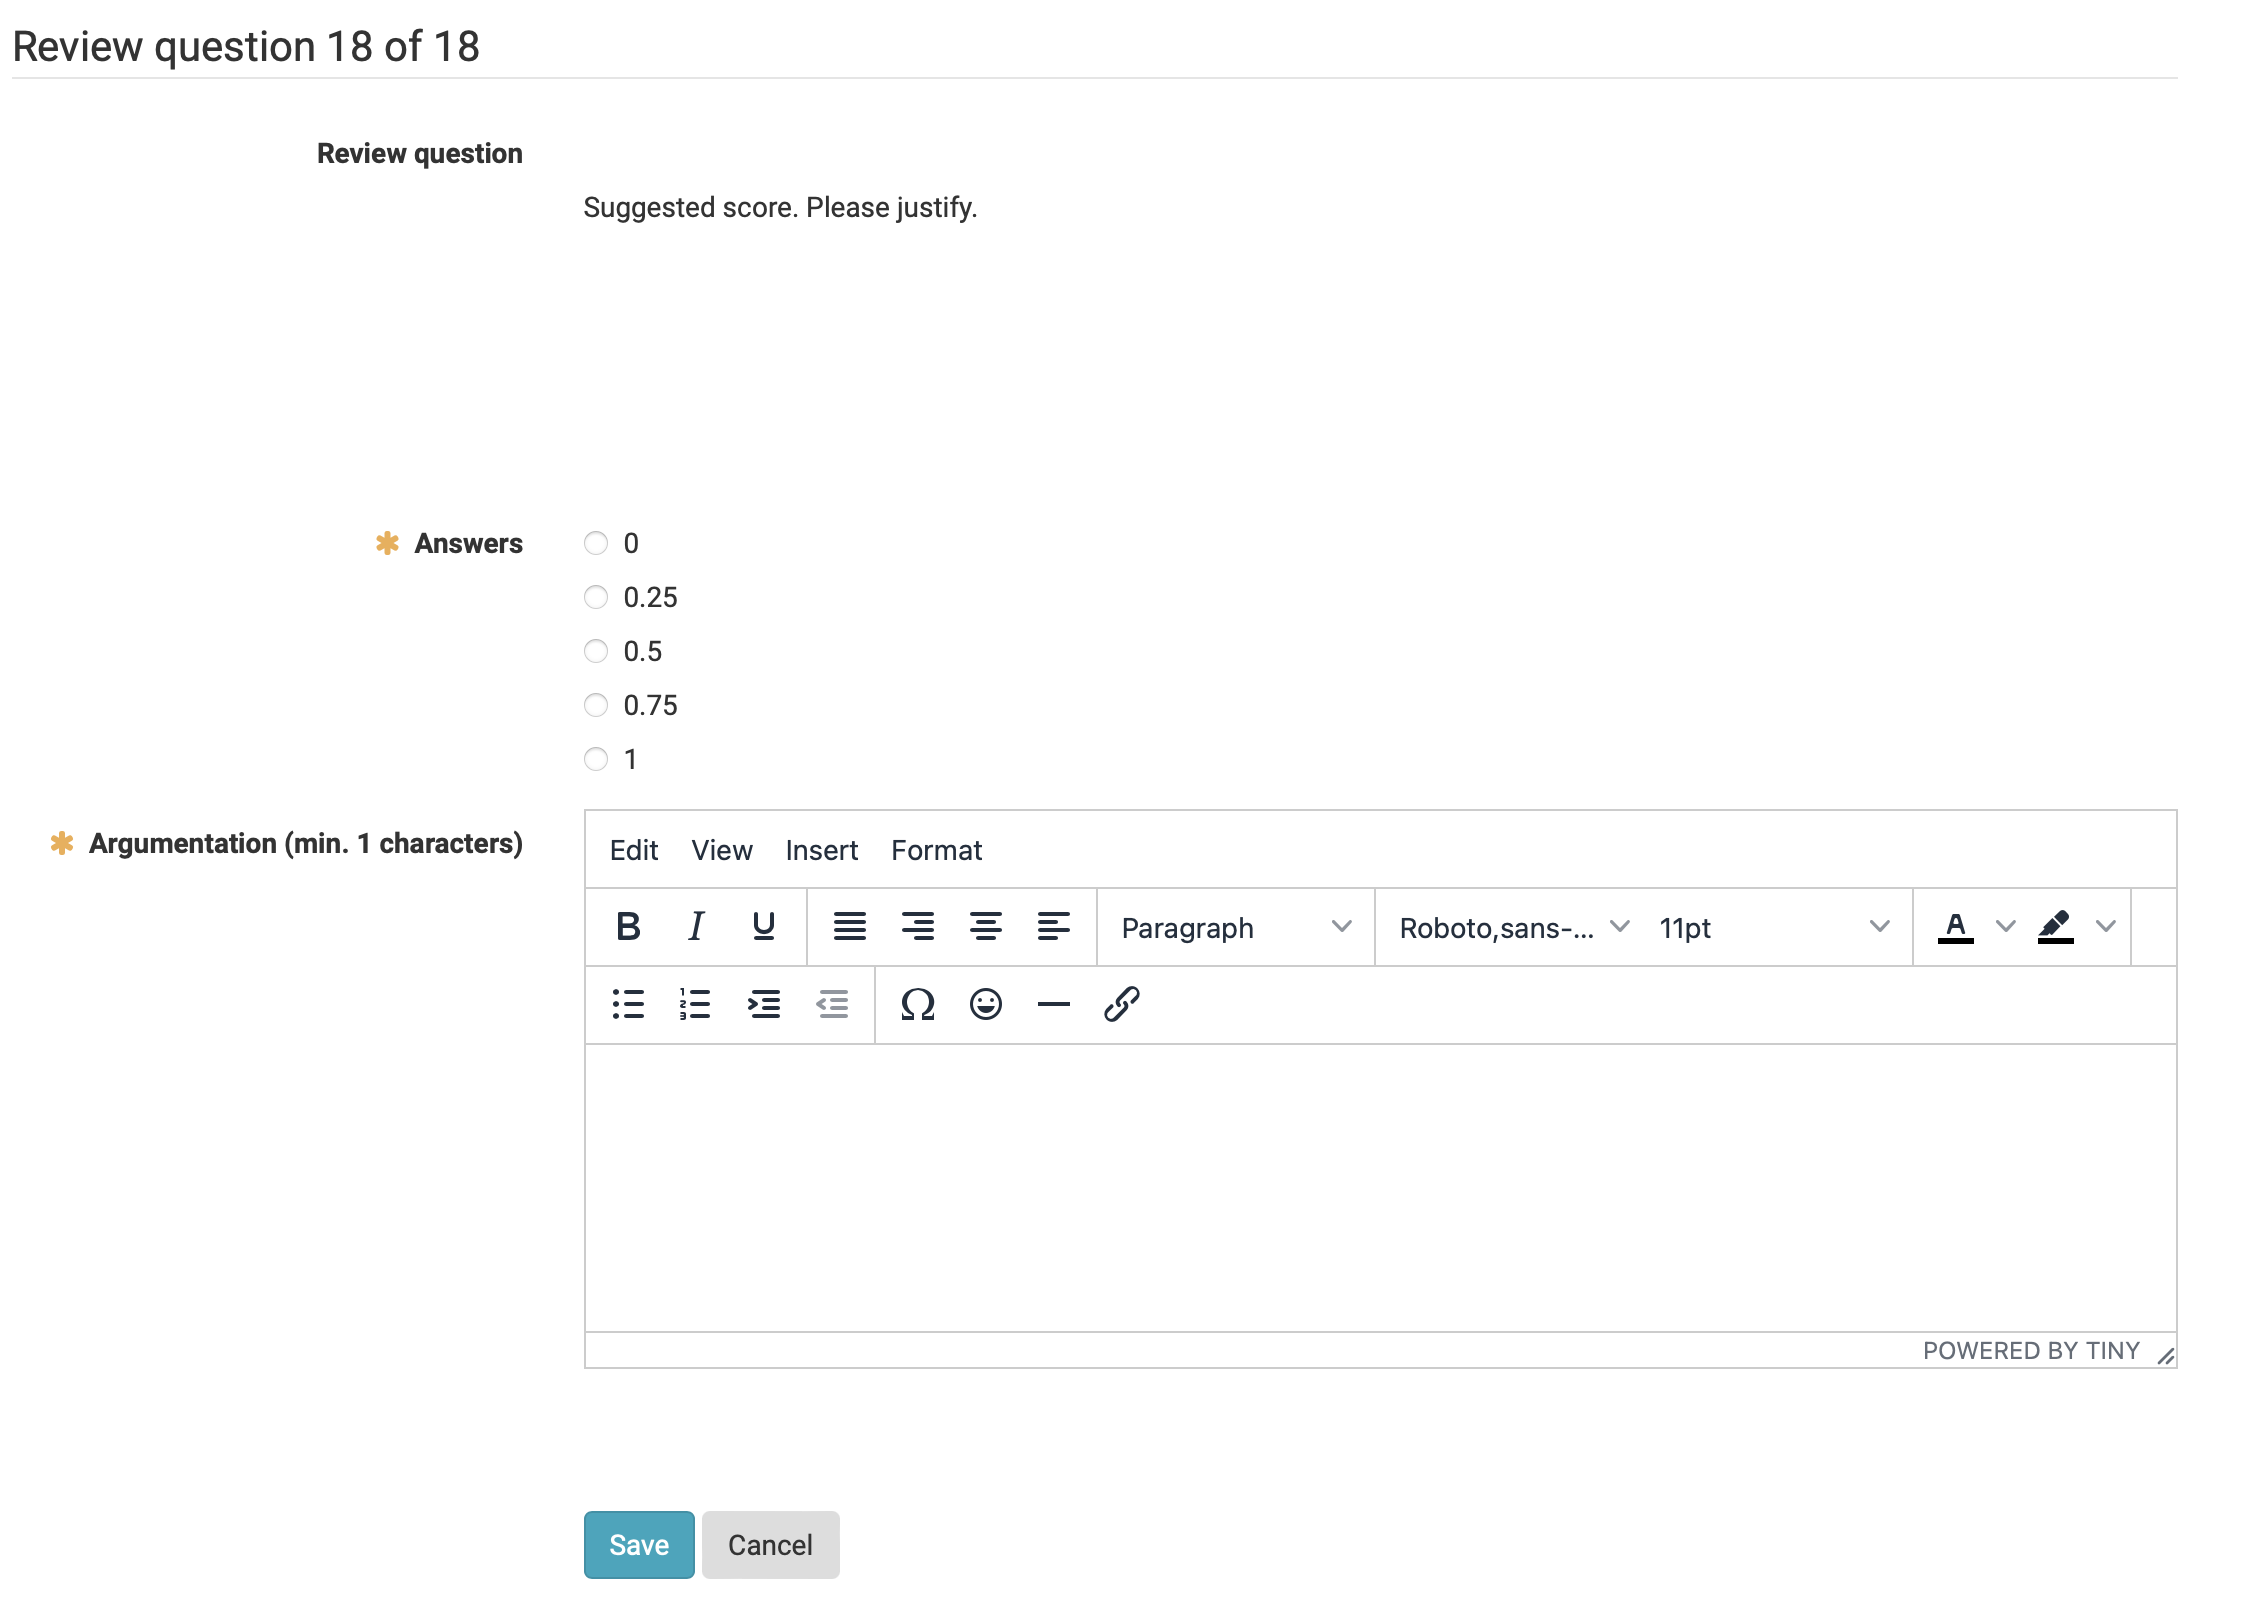 Review question 18 of 18
Review question
Suggested score. Please justify.
Answers
0
0.25
0.5
0.75
1
Argumentation (min. 1 characters)
Edit View Insert Format
B I U Paragraph Roboto,sans-... 11pt A
Ω
POWERED BY TINY
Save Cancel